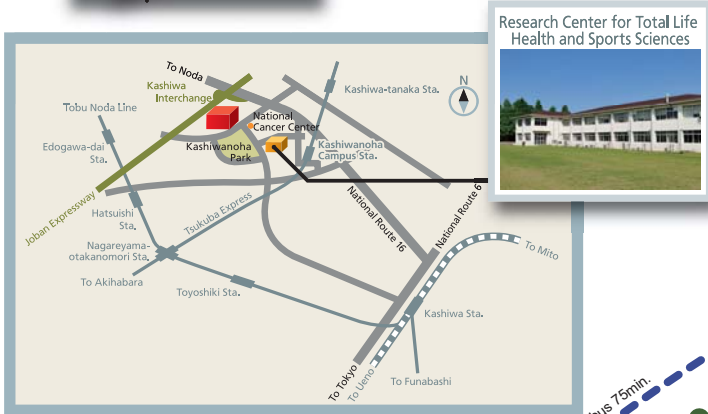 Research Center for Total Life
Health and Sports Sciences
To Noda
Kashiwa
Interchange
Kashiwa-tanaka Sta.
N
Tobu Noda Line
National
Cancer Center
Edogawa-dai
Sta.
Kashiwanoha
Park
Kashiwanoha
Campus Sta.
Joban Expressway
Hatsuishi
Sta.
Tsukuba Express
National Route 16
National Route 6
Nagareyama-
otakanomori Sta.
To Akihabara
Toyoshiki Sta.
To Mito
Kashiwa Sta.
To Tokyo
To Ueno
To Funabashi
bus 75min.